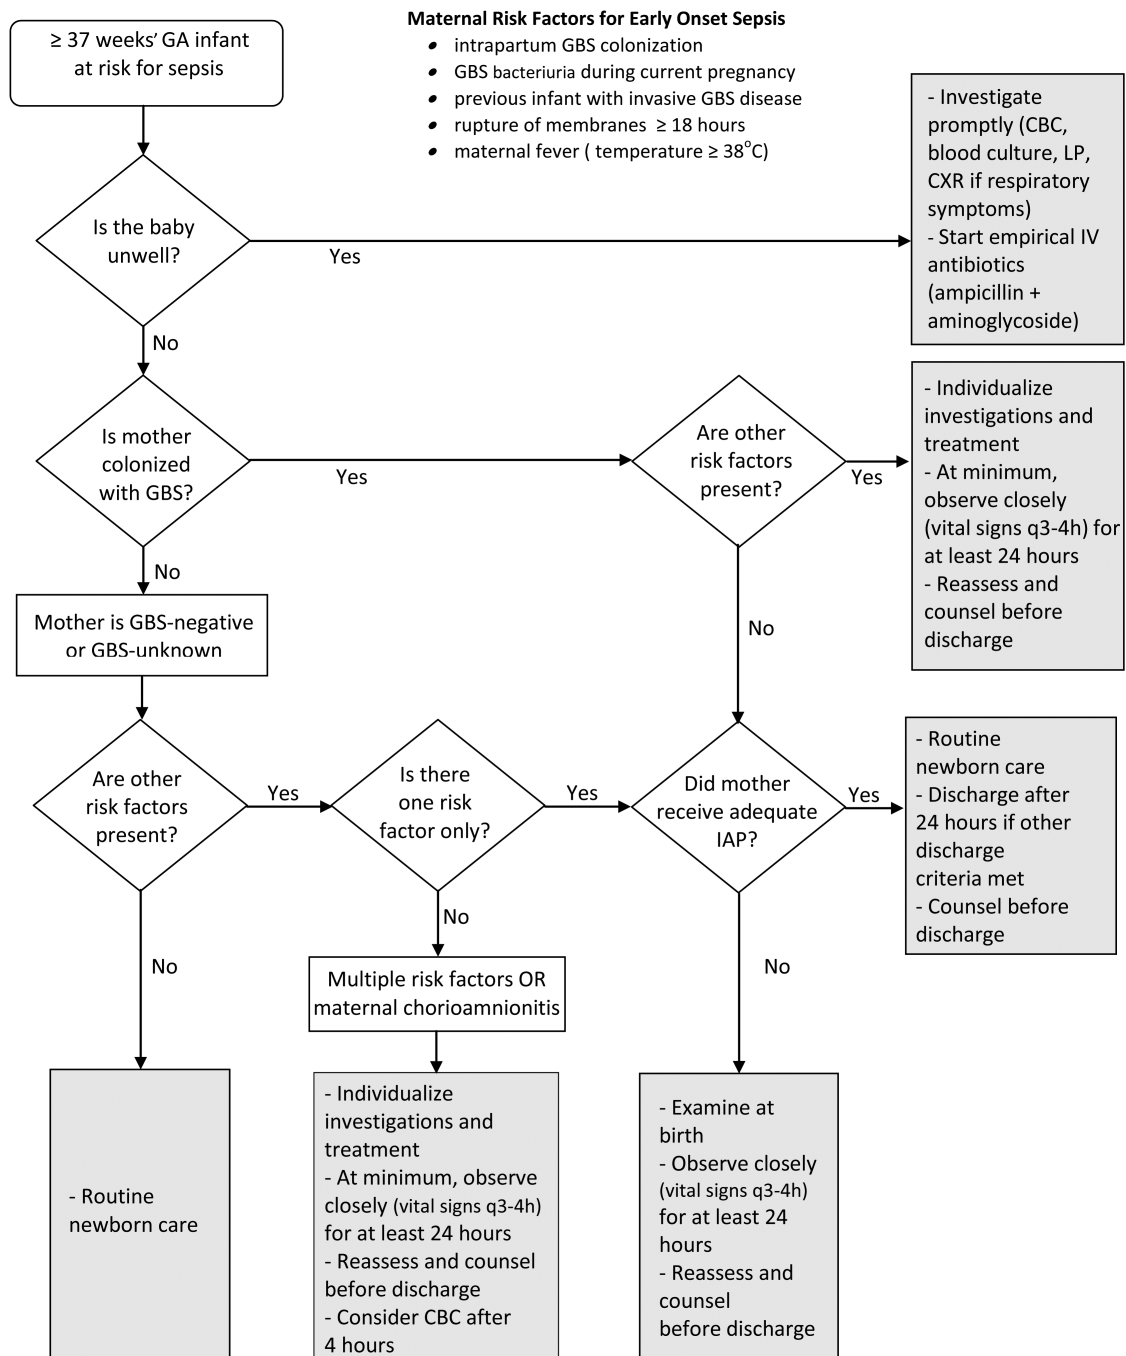 ≥ 37 weeks' GA infant
at risk for sepsis
Maternal Risk Factors for Early Onset Sepsis
• intrapartum GBS colonization
• GBS bacteriuria during current pregnancy
• previous infant with invasive GBS disease
• rupture of membranes ≥ 18 hours
• maternal fever ( temperature ≥ 38°C)
Is the baby
unwell?
Yes
- Investigate
promptly (CBC,
blood culture, LP,
CXR if respiratory
symptoms)
- Start empirical IV
antibiotics
(ampicillin +
aminoglycoside)
No
Is mother
colonized
with GBS?
Yes
Are other
risk factors
present?
Yes
- Individualize
investigations and
treatment
- At minimum,
observe closely
(vital signs q3-4h) for
at least 24 hours
- Reassess and
counsel before
discharge
No
Mother is GBS-negative
or GBS-unknown
No
Are other
risk factors
present?
Yes
Is there
one risk
factor only?
Yes
Did mother
receive adequate
IAP?
Yes
- Routine
newborn care
- Discharge after
24 hours if other
discharge
criteria met
- Counsel before
discharge
No
No
No
Multiple risk factors OR
maternal chorioamnionitis
- Routine
newborn care
- Individualize
investigations and
treatment
- At minimum, observe
closely (vital signs q3-4h)
for at least 24 hours
- Reassess and counsel
before discharge
- Consider CBC after
4 hours
- Examine at
birth
- Observe closely
(vital signs q3-4h)
for at least 24
hours
- Reassess and
counsel
before discharge